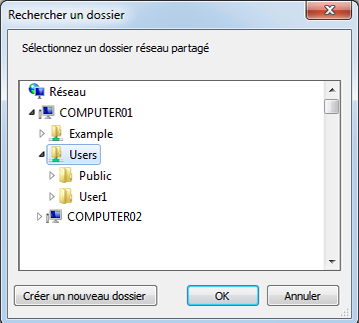 Rechercher un dossier
Sélectionnez un dossier réseau partagé
Réseau
COMPUTER01
Example
Users
Public
User1
COMPUTER02
Créer un nouveau dossier
OK
Annuler